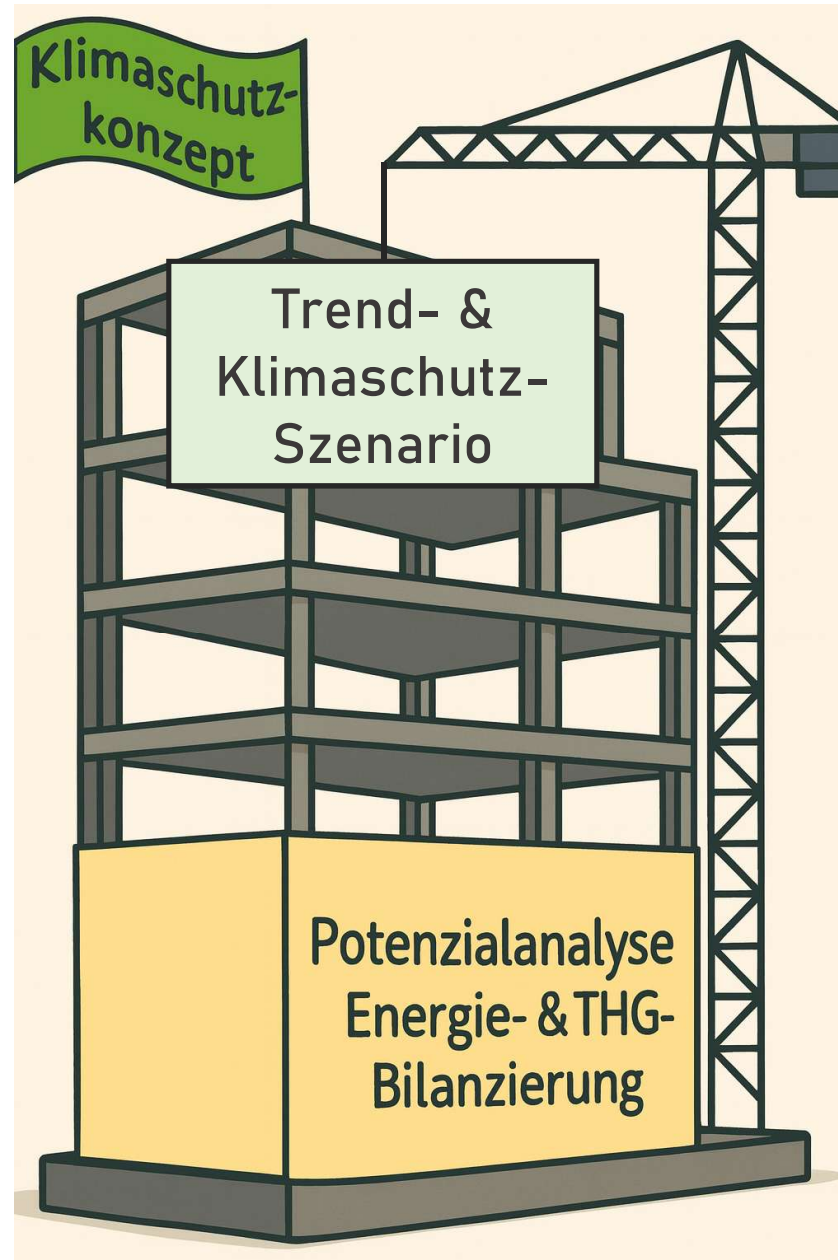 Klimaschutz-
konzept
Trend- &
Klimaschutz-
Szenario
Potenzialanalyse
Energie- & THG-
Bilanzierung